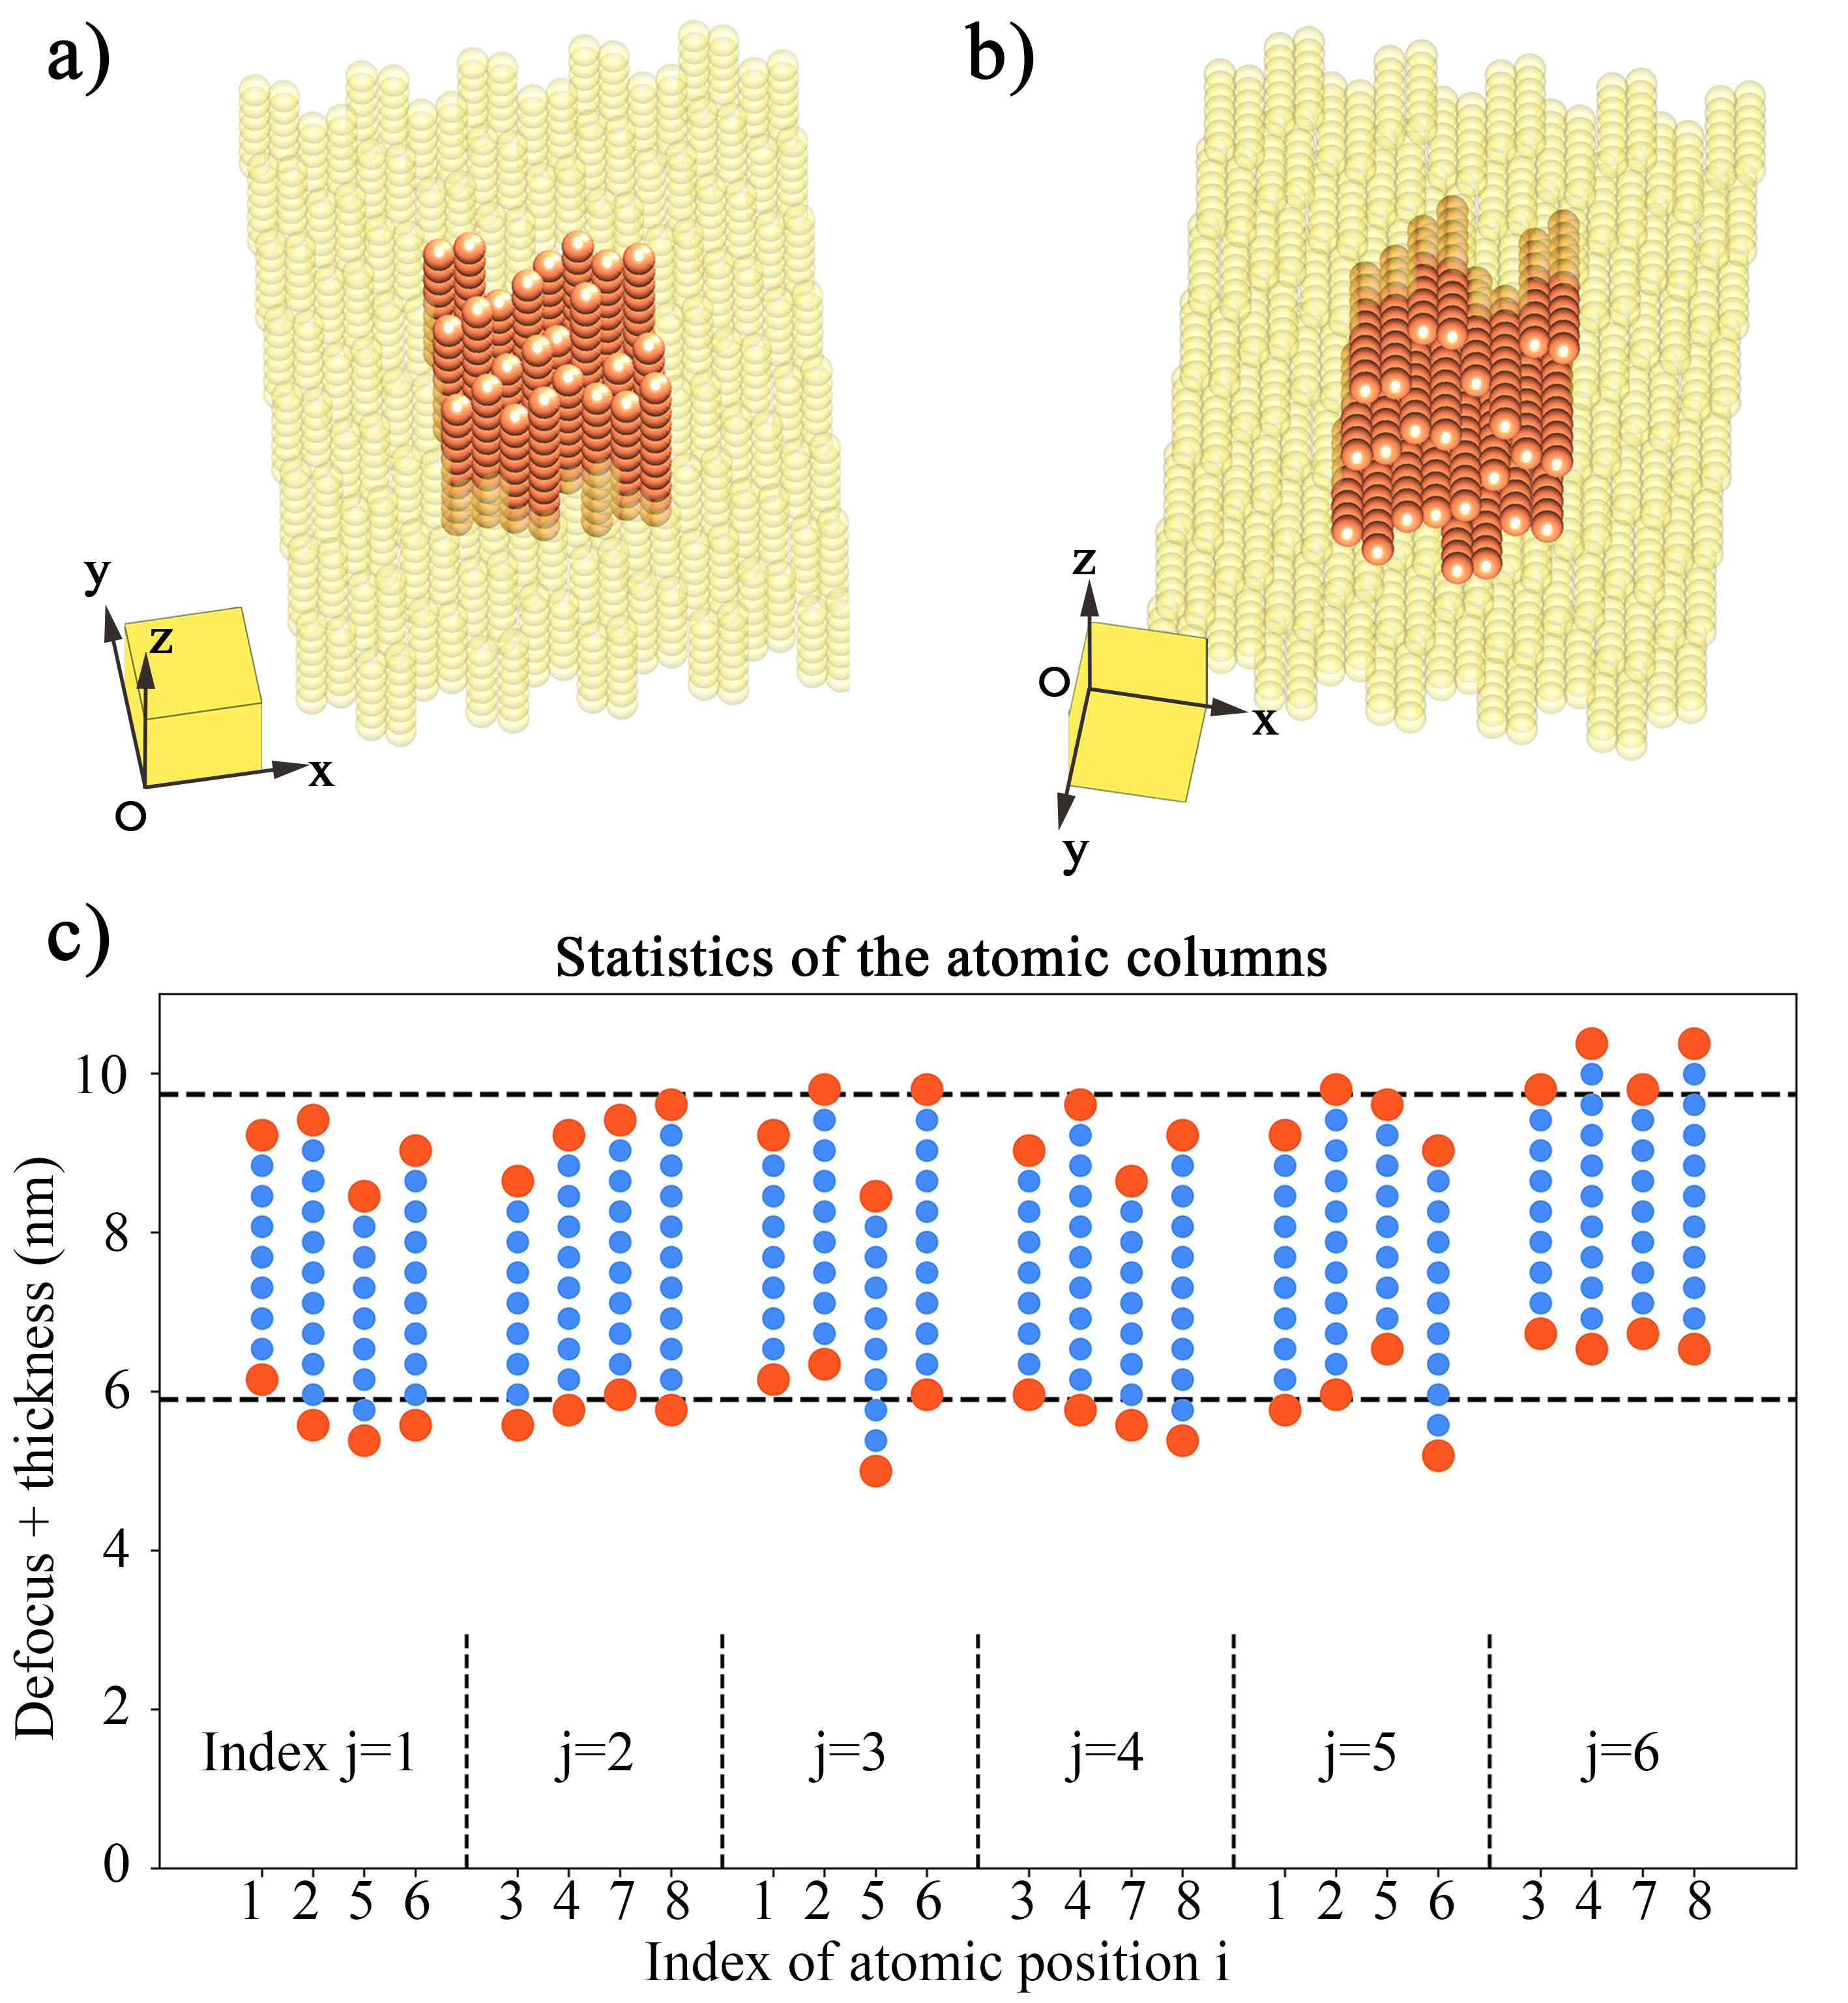 a)
b)
y
z
x
O
z
O
x
y
c)
Statistics of the atomic columns
Defocus + thickness (nm)
10
8
6
4
2
0
Index j=1 j=2 j=3 j=4 j=5 j=6
1 2 5 6 3 4 7 8 1 2 5 6 3 4 7 8 1 2 5 6 3 4 7 8
Index of atomic position i